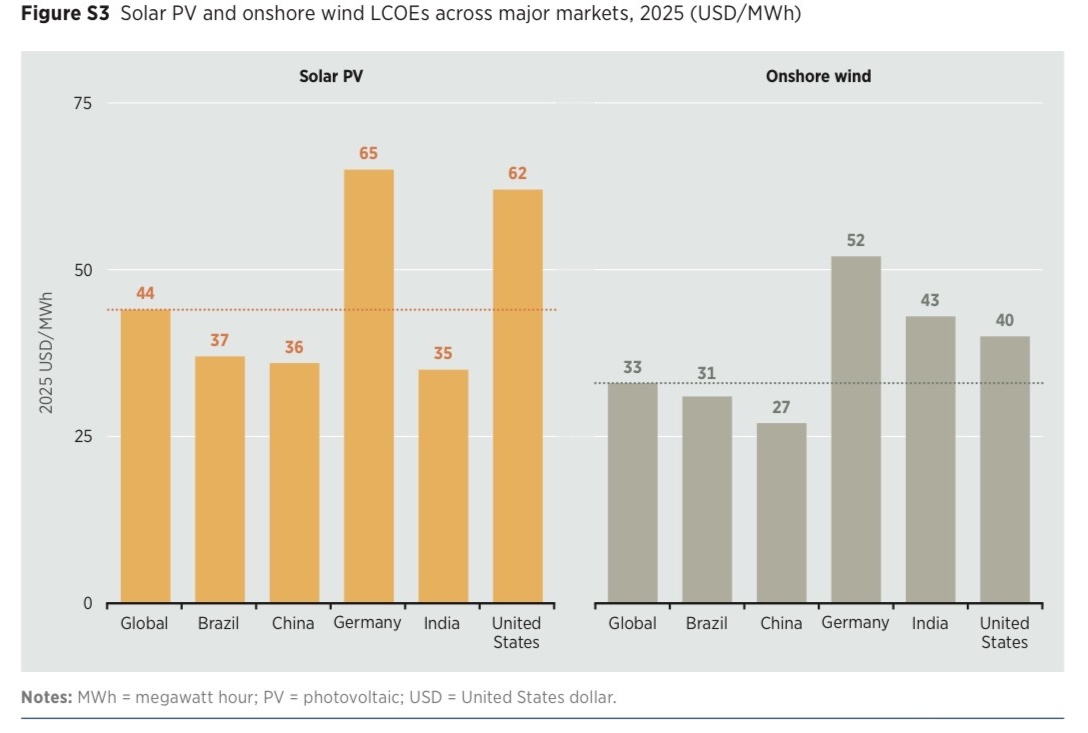 Figure S3 Solar PV and onshore wind LCOEs across major markets, 2025 (USD/MWh)
Solar PV
75
50
25
0
2025 USD/MWh
44
37
36
65
35
62
Global
Brazil
China
Germany
India
United
States
Onshore wind
33
31
27
52
43
40
Global
Brazil
China
Germany
India
United
States
Notes: MWh = megawatt hour; PV = photovoltaic; USD = United States dollar.